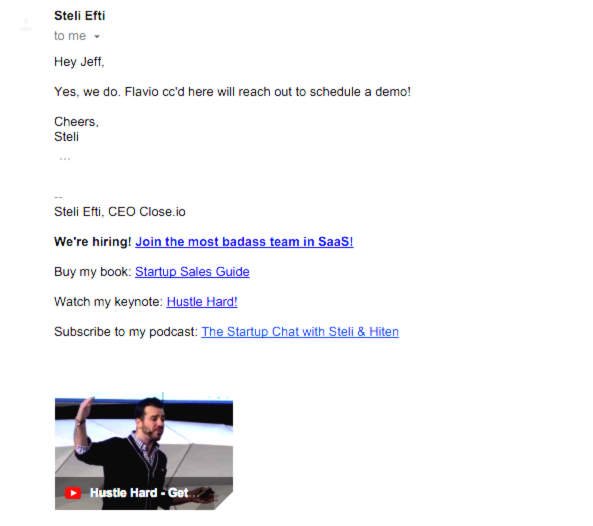 Steli Efti
to me
Hey Jeff,
Yes, we do. Flavio cc'd here will reach out to schedule a demo!
Cheers,
Steli
...
--
Steli Efti, CEO Close.io
We're hiring! Join the most badass team in SaaS!
Buy my book: Startup Sales Guide
Watch my keynote: Hustle Hard!
Subscribe to my podcast: The Startup Chat with Steli & Hiten
Hustle Hard - Get...